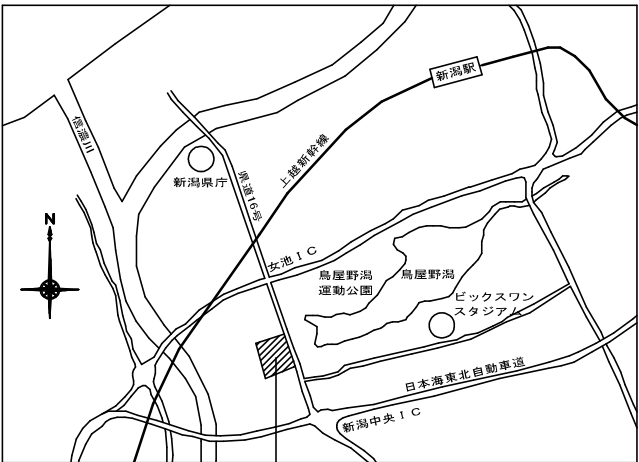 新潟駅
信濃川
新潟県庁
県道16号
上越新幹線
N
女池IC
鳥屋野潟
運動公園
鳥屋野潟
ビックスワン
スタジアム
日本海東北自動車道
新潟中央IC